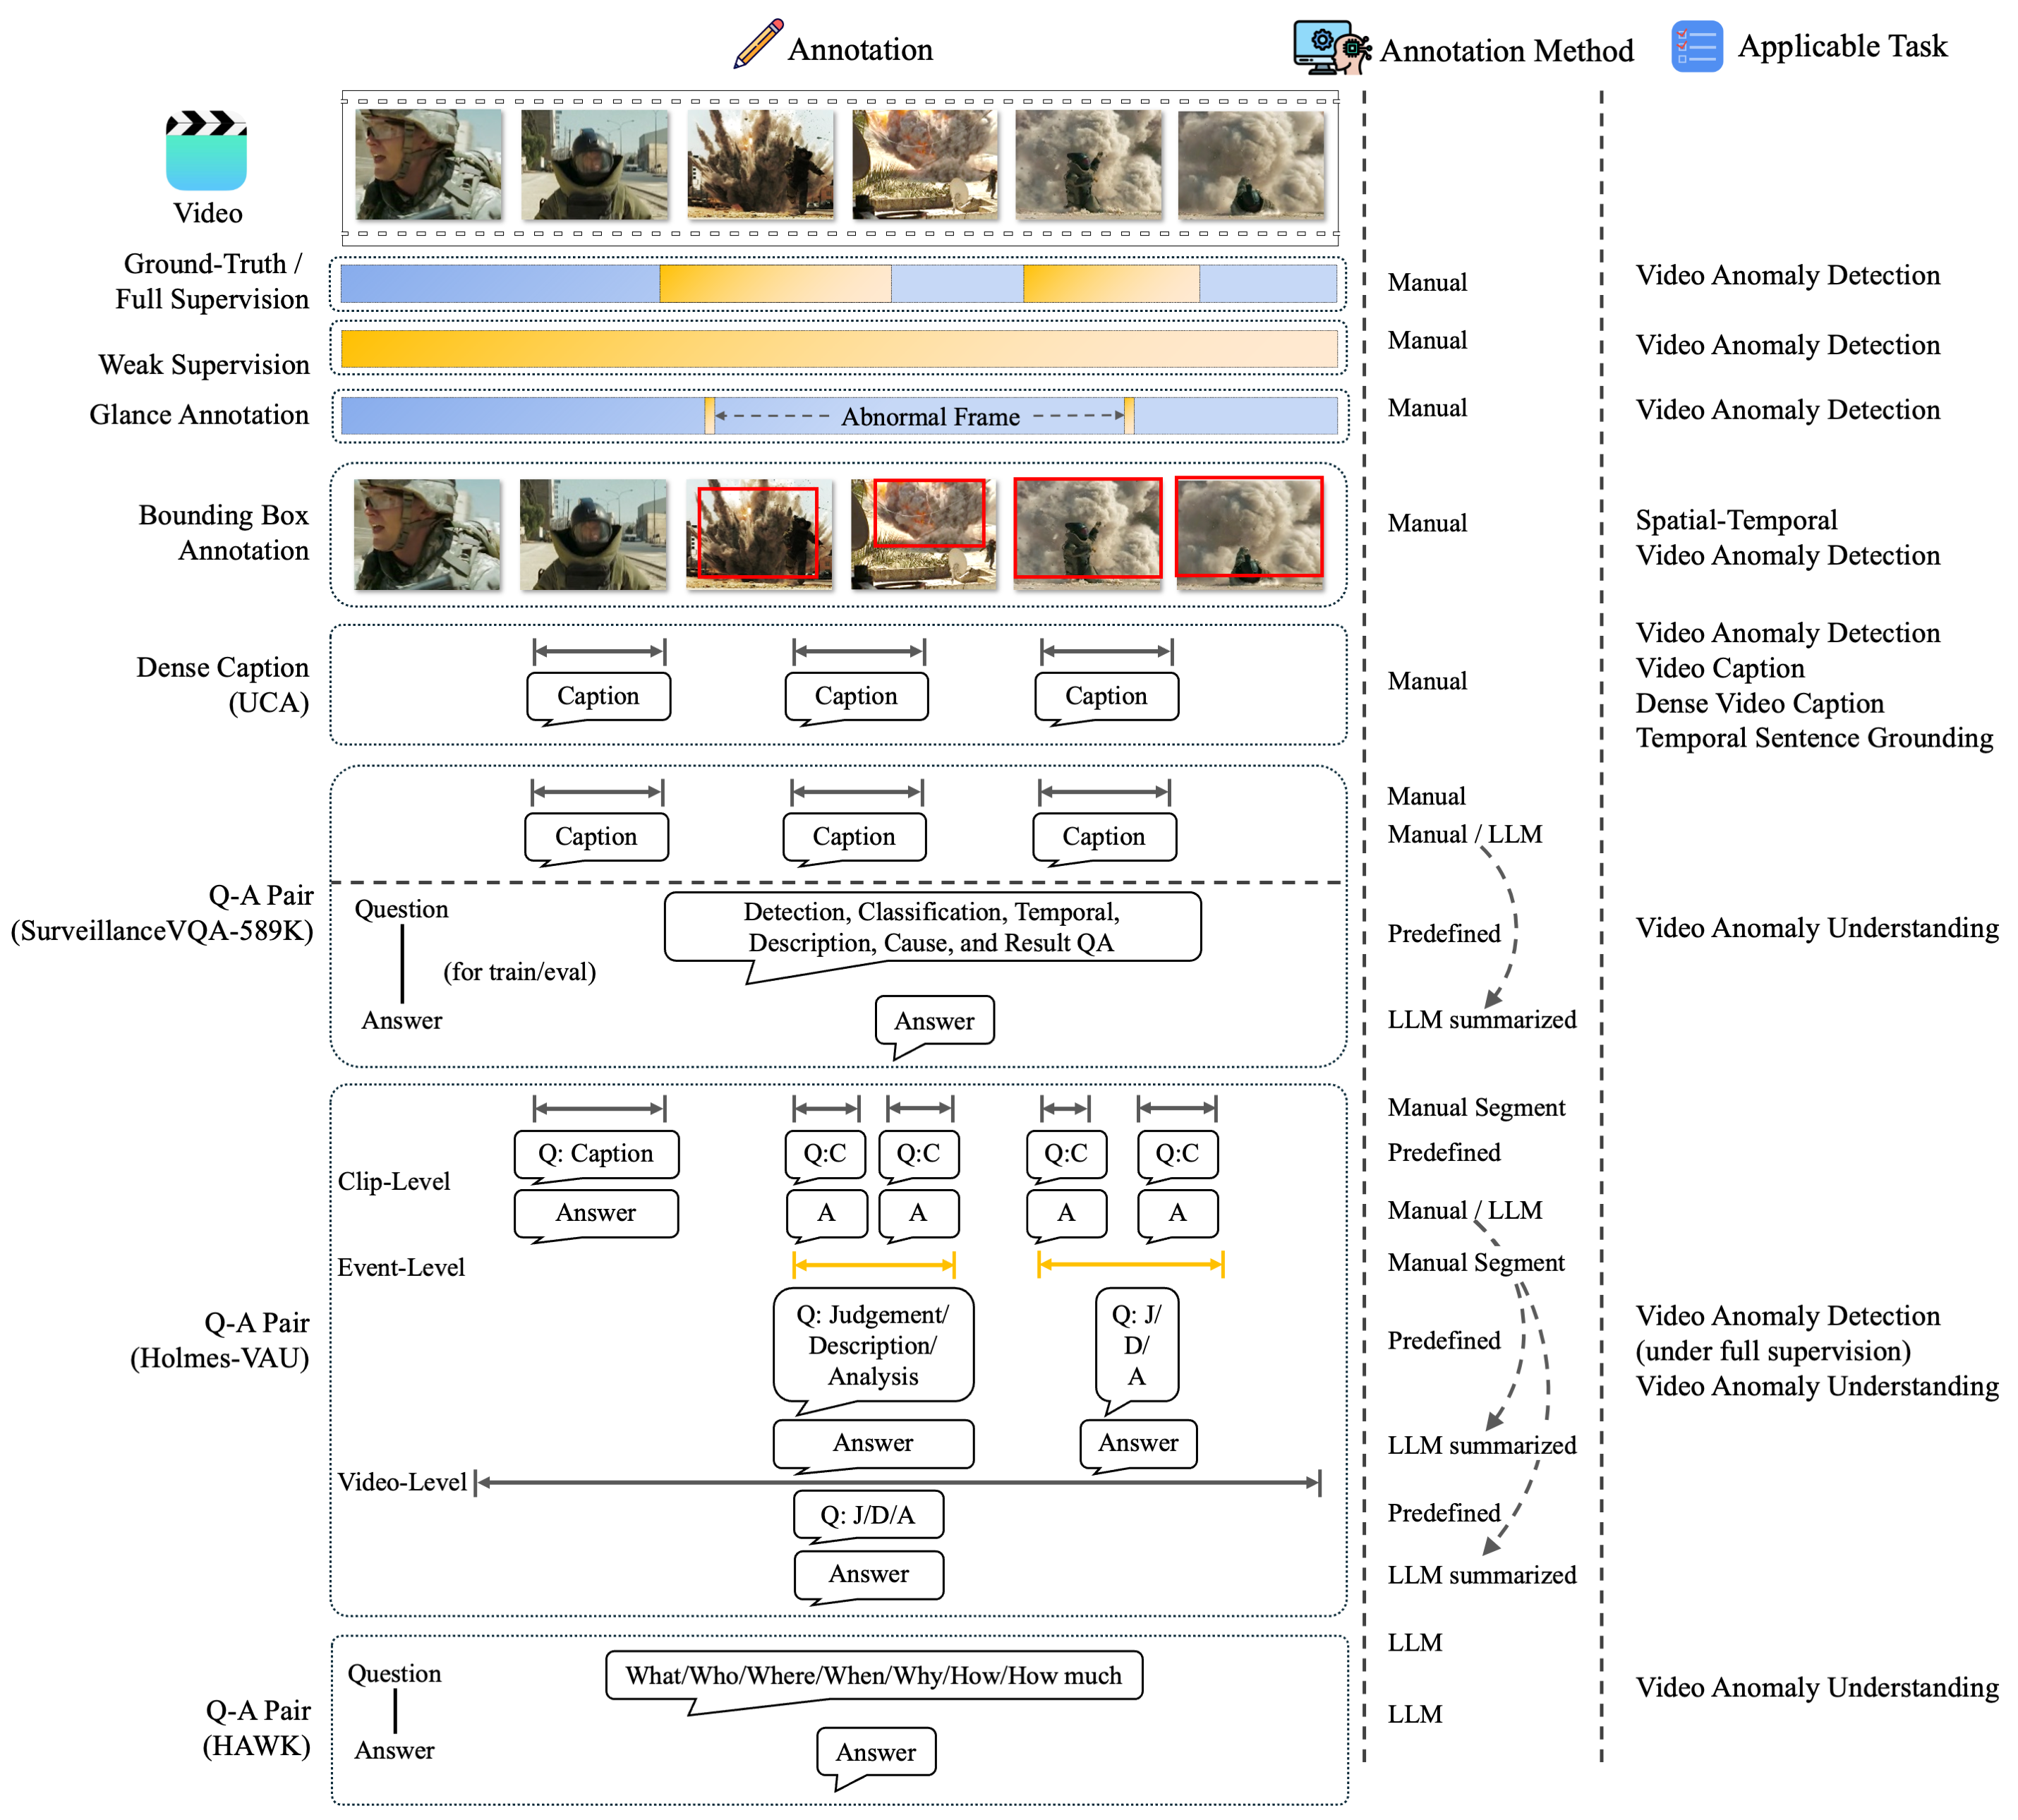 Annotation
Annotation Method
Applicable Task
Video
Ground-Truth /
Full Supervision
Manual
Video Anomaly Detection
Weak Supervision
Manual
Video Anomaly Detection
Glance Annotation
Abnormal Frame
Manual
Video Anomaly Detection
Bounding Box
Annotation
Manual
Spatial-Temporal
Video Anomaly Detection
Dense Caption
(UCA)
Caption
Caption
Caption
Manual
Video Anomaly Detection
Video Caption
Dense Video Caption
Temporal Sentence Grounding
Q-A Pair
(SurveillanceVQA-589K)
Caption
Caption
Caption
Question
(for train/eval)
Answer
Detection, Classification, Temporal,
Description, Cause, and Result QA
Answer
Manual
Manual / LLM
Predefined
LLM summarized
Video Anomaly Understanding
Q-A Pair
(Holmes-VAU)
Clip-Level
Q: Caption
Q:C
Q:C
Q:C
Q:C
Answer
A
A
A
A
Event-Level
Q: Judgement/
Description/
Analysis
Q: J/
D/
A
Answer
Answer
Video-Level
Q: J/D/A
Answer
Manual Segment
Predefined
Manual / LLM
Manual Segment
Predefined
LLM summarized
Predefined
LLM summarized
Video Anomaly Detection
(under full supervision)
Video Anomaly Understanding
Q-A Pair
(HAWK)
Question
Answer
What/Who/Where/When/Why/How/How much
Answer
LLM
LLM
Video Anomaly Understanding